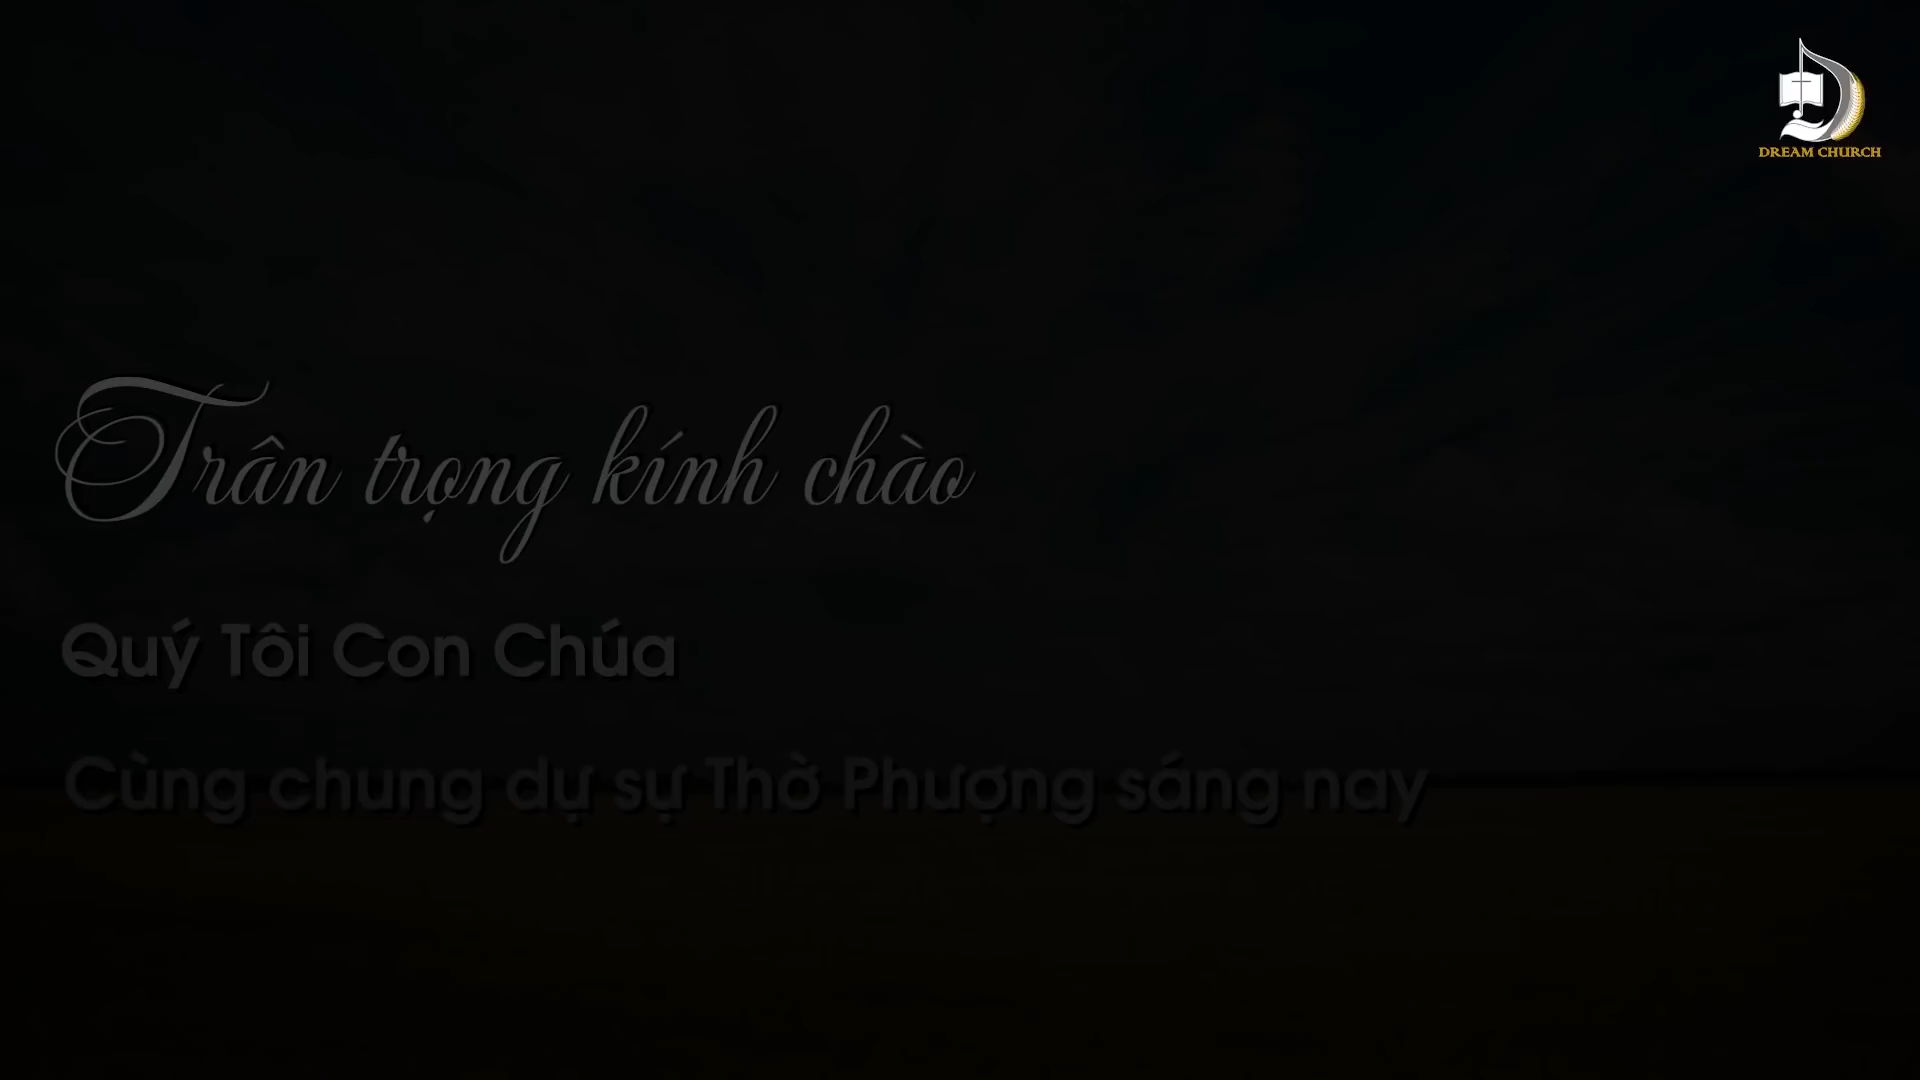 DREAM CHURCH
Trân trọng kính chào
Quý Tôi Con Chúa
Cùng chung dự sự Thờ Phượng sáng nay